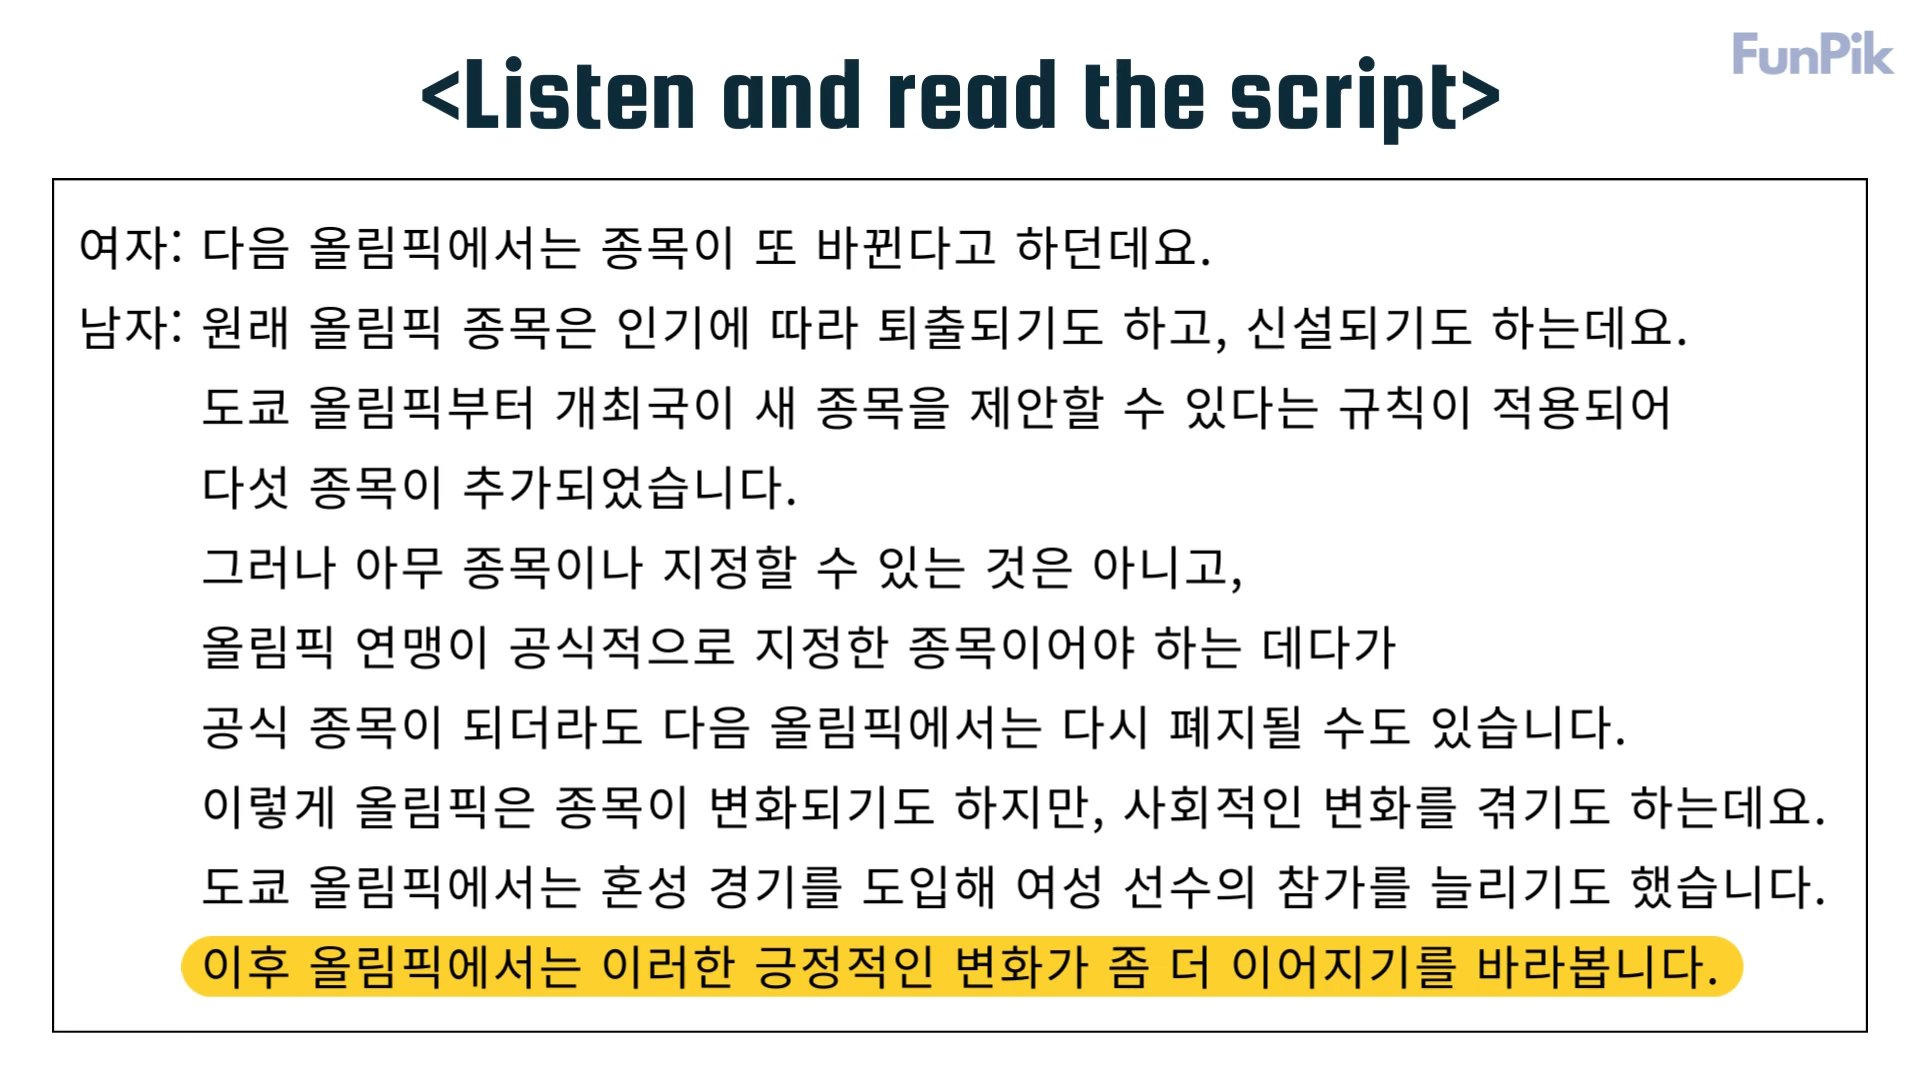 FunPik
<Listen and read the script>
여자: 다음 올림픽에서는 종목이 또 바뀐다고 하던데요.
남자: 원래 올림픽 종목은 인기에 따라 퇴출되기도 하고, 신설되기도 하는데요.
도쿄 올림픽부터 개최국이 새 종목을 제안할 수 있다는 규칙이 적용되어
다섯 종목이 추가되었습니다.
그러나 아무 종목이나 지정할 수 있는 것은 아니고,
올림픽 연맹이 공식적으로 지정한 종목이어야 하는 데다가
공식 종목이 되더라도 다음 올림픽에서는 다시 폐지될 수도 있습니다.
이렇게 올림픽은 종목이 변화되기도 하지만, 사회적인 변화를 겪기도 하는데요.
도쿄 올림픽에서는 혼성 경기를 도입해 여성 선수의 참가를 늘리기도 했습니다.
이후 올림픽에서는 이러한 긍정적인 변화가 좀 더 이어지기를 바라봅니다.